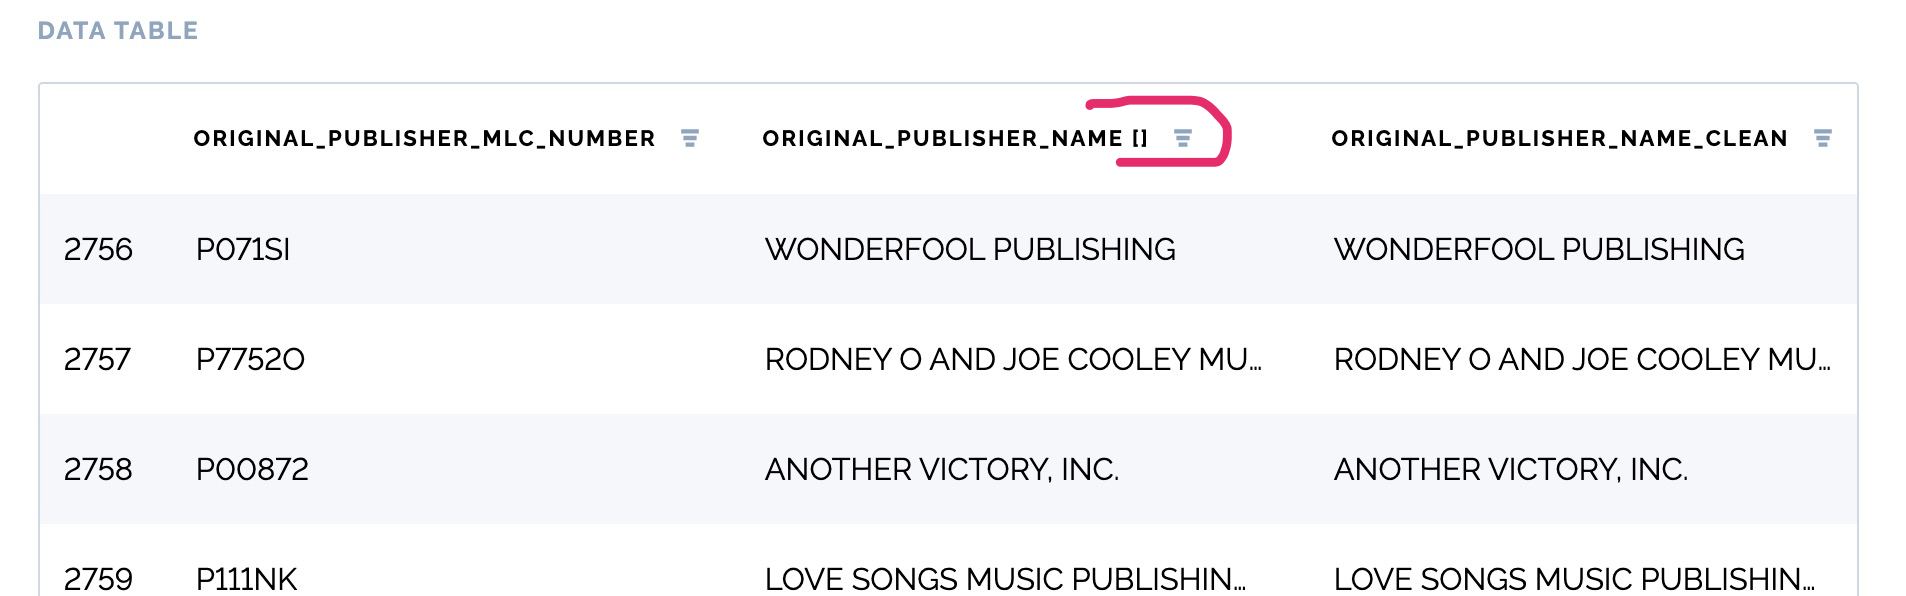 DATA TABLE
ORIGINAL_PUBLISHER_MLC_NUMBER ORIGINAL_PUBLISHER_NAME [] ORIGINAL_PUBLISHER_NAME_CLEAN
2756 P071SI WONDERFOOL PUBLISHING WONDERFOOL PUBLISHING
2757 P7752O RODNEY O AND JOE COOLEY MU... RODNEY O AND JOE COOLEY MU...
2758 P00872 ANOTHER VICTORY, INC. ANOTHER VICTORY, INC.
2759 P111NK LOVE SONGS MUSIC PUBLISHIN... LOVE SONGS MUSIC PUBLISHIN...